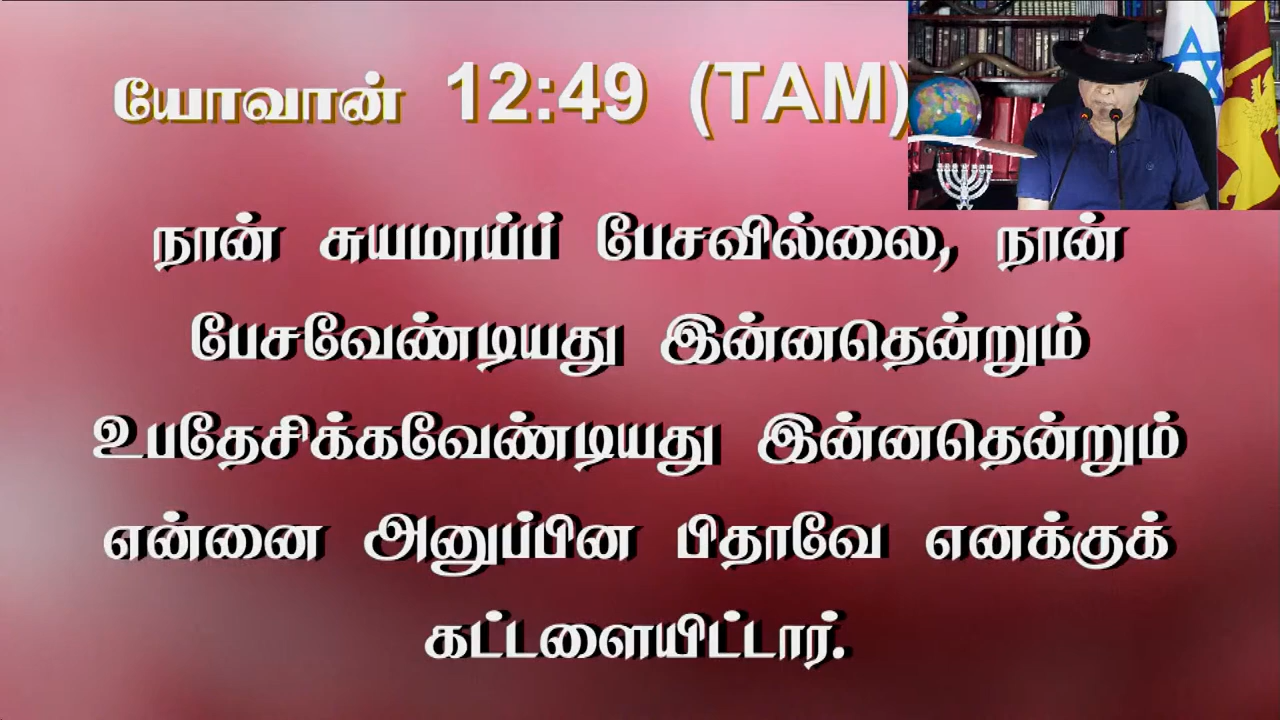 யோவான் 12:49 (TAM)
நான் சுயமாய்ப் பேசவில்லை, நான்
பேசவேண்டியது இன்னதென்றும்
உபதேசிக்கவேண்டியது இன்னதென்றும்
என்னை அனுப்பின பிதாவே எனக்குக்
கட்டளையிட்டார்.